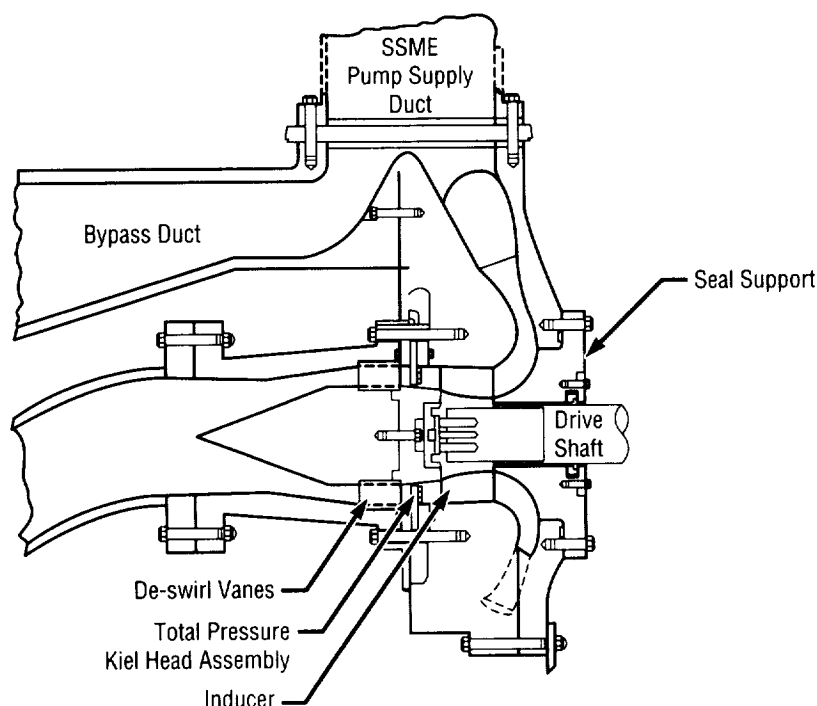 SSME
Pump Supply
Duct
Bypass Duct
Seal Support
Drive
Shaft
De-swirl Vanes
Total Pressure
Kiel Head Assembly
Inducer